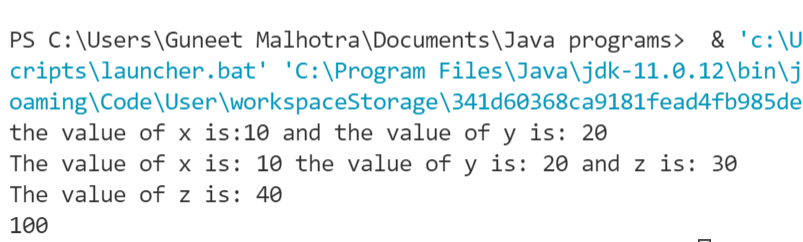 PS C:\Users\Guneet Malhotra\Documents\Java programs>  & 'c:\U
cripts\launcher.bat' 'C:\Program Files\Java\jdk-11.0.12\bin\j
oaming\Code\User\workspaceStorage\341d60368ca9181fead4fb985de
the value of x is:10 and the value of y is: 20
The value of x is: 10 the value of y is: 20 and z is: 30
The value of z is: 40
100